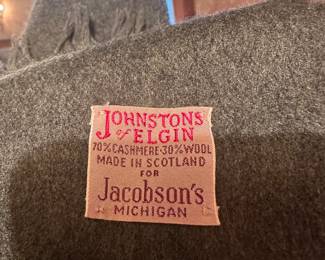 JOHNSTONS
of ELGIN
70% CASHMERE·30% WOOL
MADE IN SCOTLAND
FOR
Jacobson's
MICHIGAN